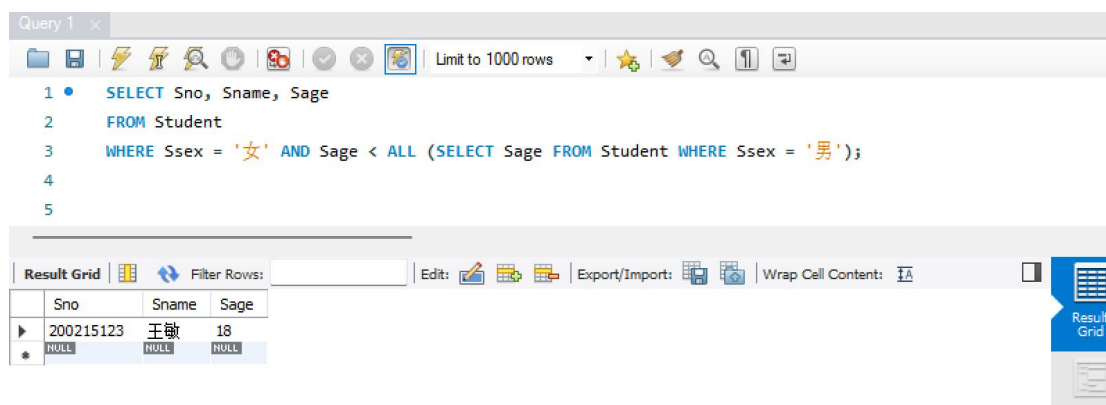 Query 1
Limit to 1000 rows
1 SELECT Sno, Sname, Sage
2 FROM Student
3 WHERE Ssex = '女' AND Sage < ALL (SELECT Sage FROM Student WHERE Ssex = '男');
4
5
Result Grid Filter Rows: Edit: Export/Import: Wrap Cell Content:
Sno Sname Sage
200215123 王敏 18
NULL NULL NULL
Result
Grid